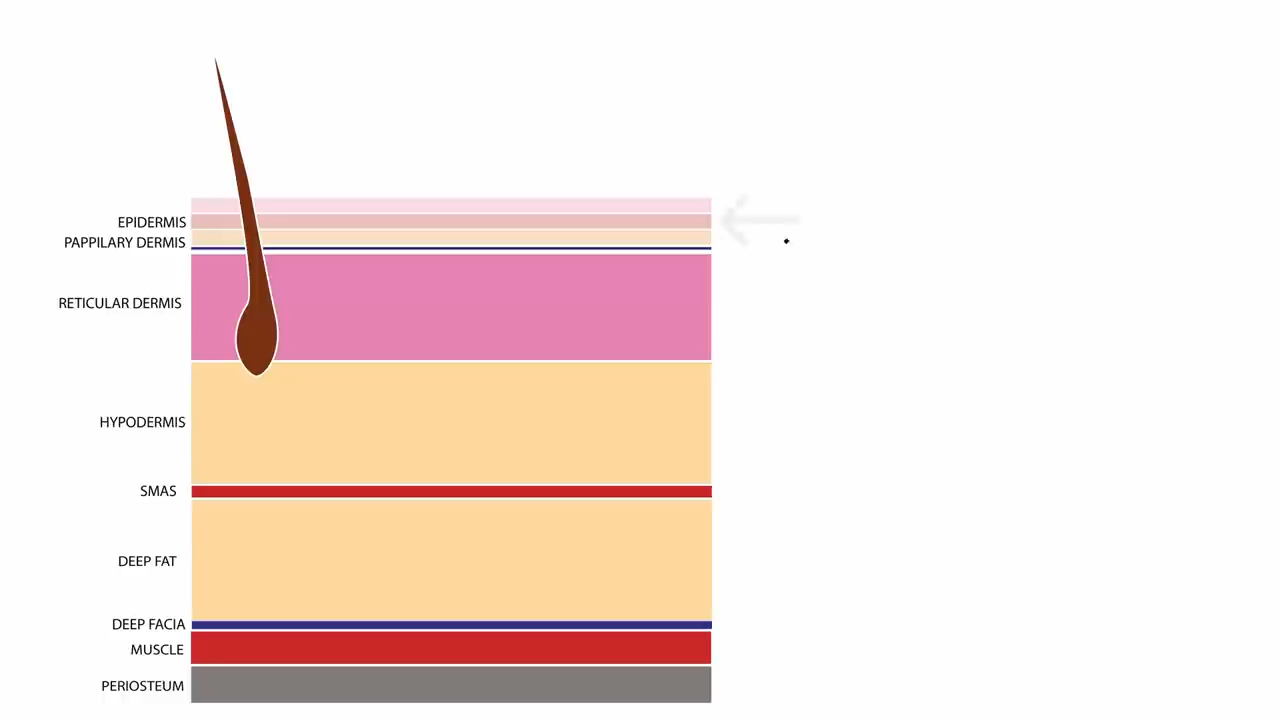 EPIDERMIS
PAPPILARY DERMIS
RETICULAR DERMIS
HYPODERMIS
SMAS
DEEP FAT
DEEP FACIA
MUSCLE
PERIOSTEUM